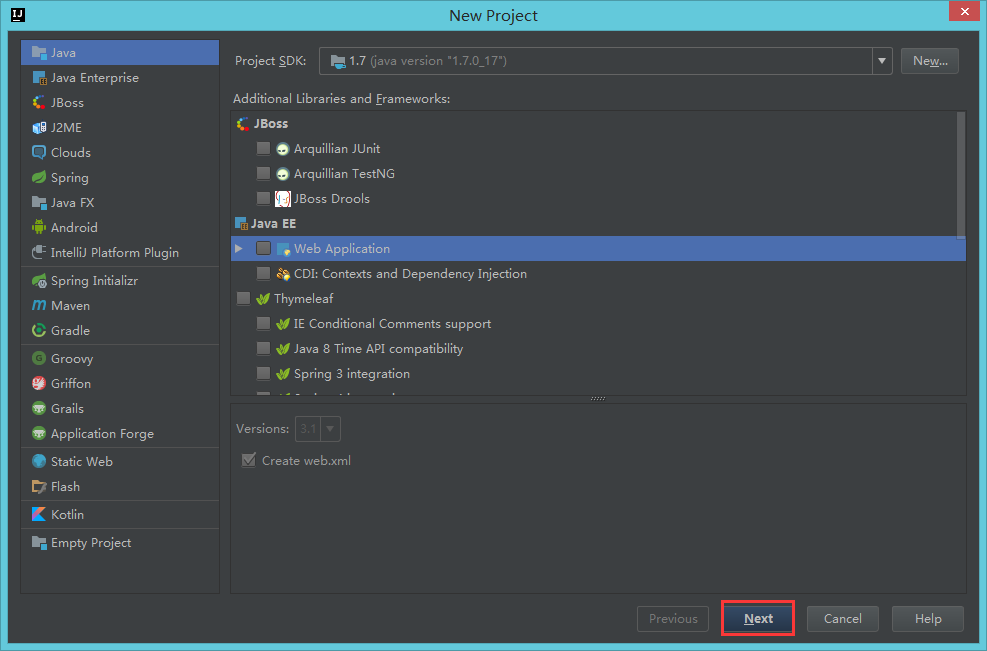 IJ
New Project
Java
Java Enterprise
JBoss
J2ME
Clouds
Spring
Java FX
Android
IntelliJ Platform Plugin
Spring Initializr
Maven
Gradle
Groovy
Griffon
Grails
Application Forge
Static Web
Flash
Kotlin
Empty Project
Project SDK: 1.7 (java version "1.7.0_17") New...
Additional Libraries and Frameworks:
JBoss
Arquillian JUnit
Arquillian TestNG
JBoss Drools
Java EE
Web Application
CDI: Contexts and Dependency Injection
Thymeleaf
IE Conditional Comments support
Java 8 Time API compatibility
Spring 3 integration
Versions: 3.1
Create web.xml
Previous Next Cancel Help